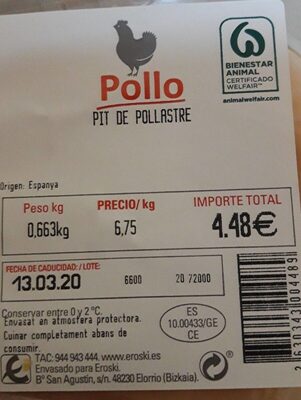 Pollo
PIT DE POLLASTRE
BIENESTAR
ANIMAL
CERTIFICADO
WELFAIR™
animalwelfair.com
Origen: Espanya
Peso kg PRECIO/kg IMPORTE TOTAL
0,663kg 6,75 4.48€
FECHA DE CADUCIDAD:/LOTE:
13.03.20 6600 20 72000
Conservar entre 0 y 2 ºC.
Envasat en atmósfera protectora.
Cuinar completament abans de
consumir.
ES
10.00433/GE
CE
TAC: 944 943 444. www.eroski.es
Envasado para Eroski.
Bº San Agustín, s/n. 48230 Elorrio (Bizkaia).